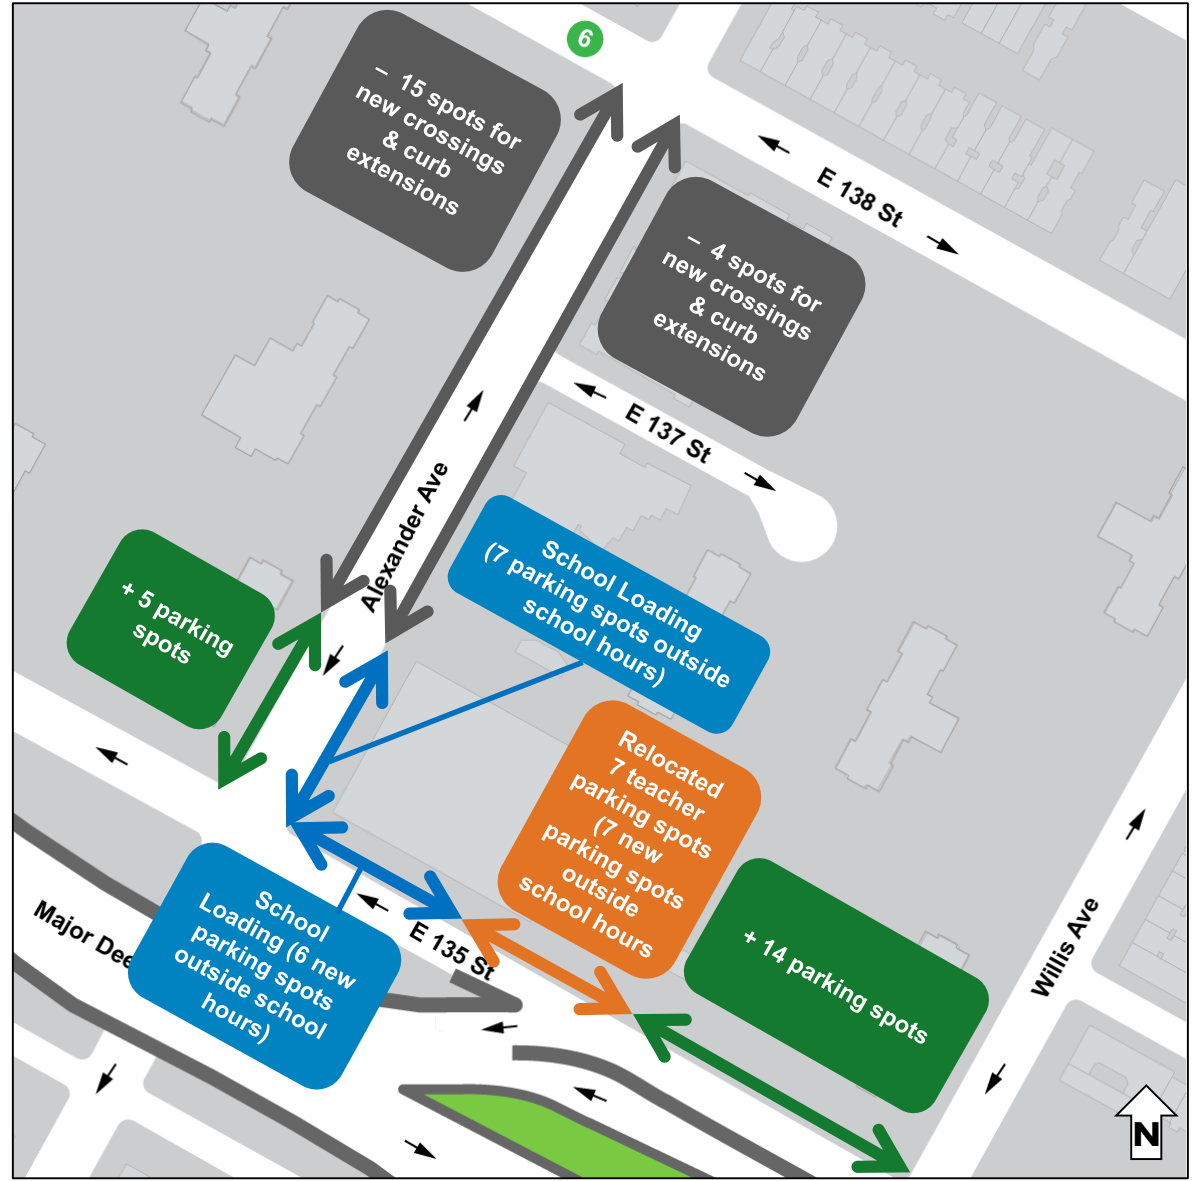 6
– 15 spots for
new crossings
& curb
extensions
E 138 St
– 4 spots for
new crossings
& curb
extensions
E 137 St
Alexander Ave
School Loading
(7 parking spots outside
school hours)
+ 5 parking
spots
Relocated
7 teacher
parking spots
(7 new
parking spots
outside
school hours
School
Loading (6 new
parking spots
outside school
hours)
+ 14 parking spots
E 135 St
Major Dee
Willis Ave
N